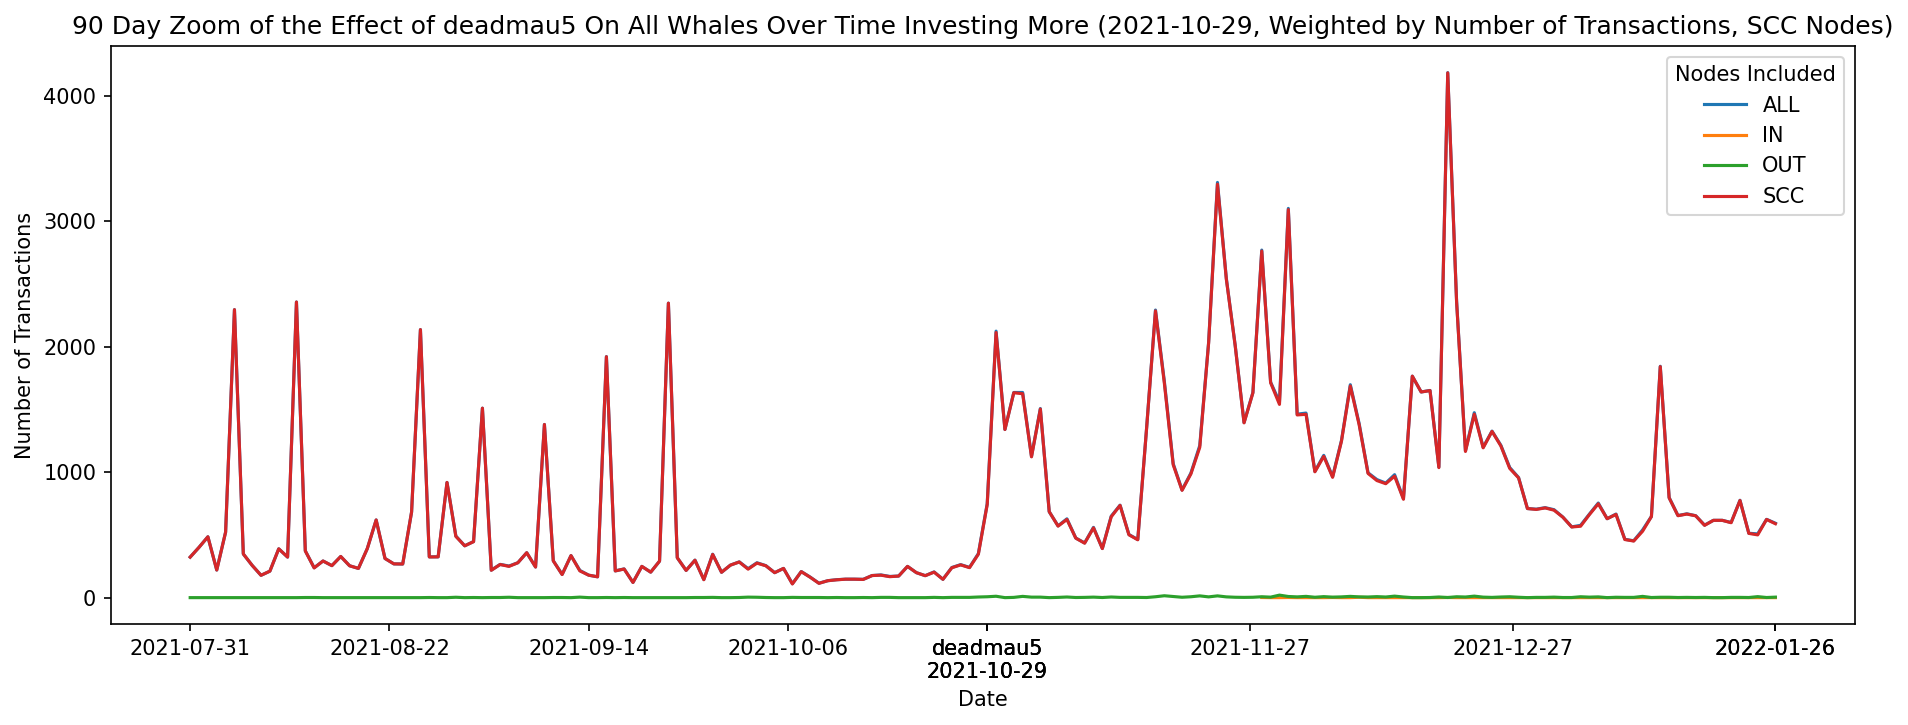 90 Day Zoom of the Effect of deadmau5 On All Whales Over Time Investing More (2021-10-29, Weighted by Number of Transactions, SCC Nodes)
Nodes Included
ALL
IN
OUT
SCC
Number of Transactions
4000
3000
2000
1000
0
2021-07-31
2021-08-22
2021-09-14
2021-10-06
deadmau5
2021-10-29
2021-11-27
2021-12-27
2022-01-26
Date